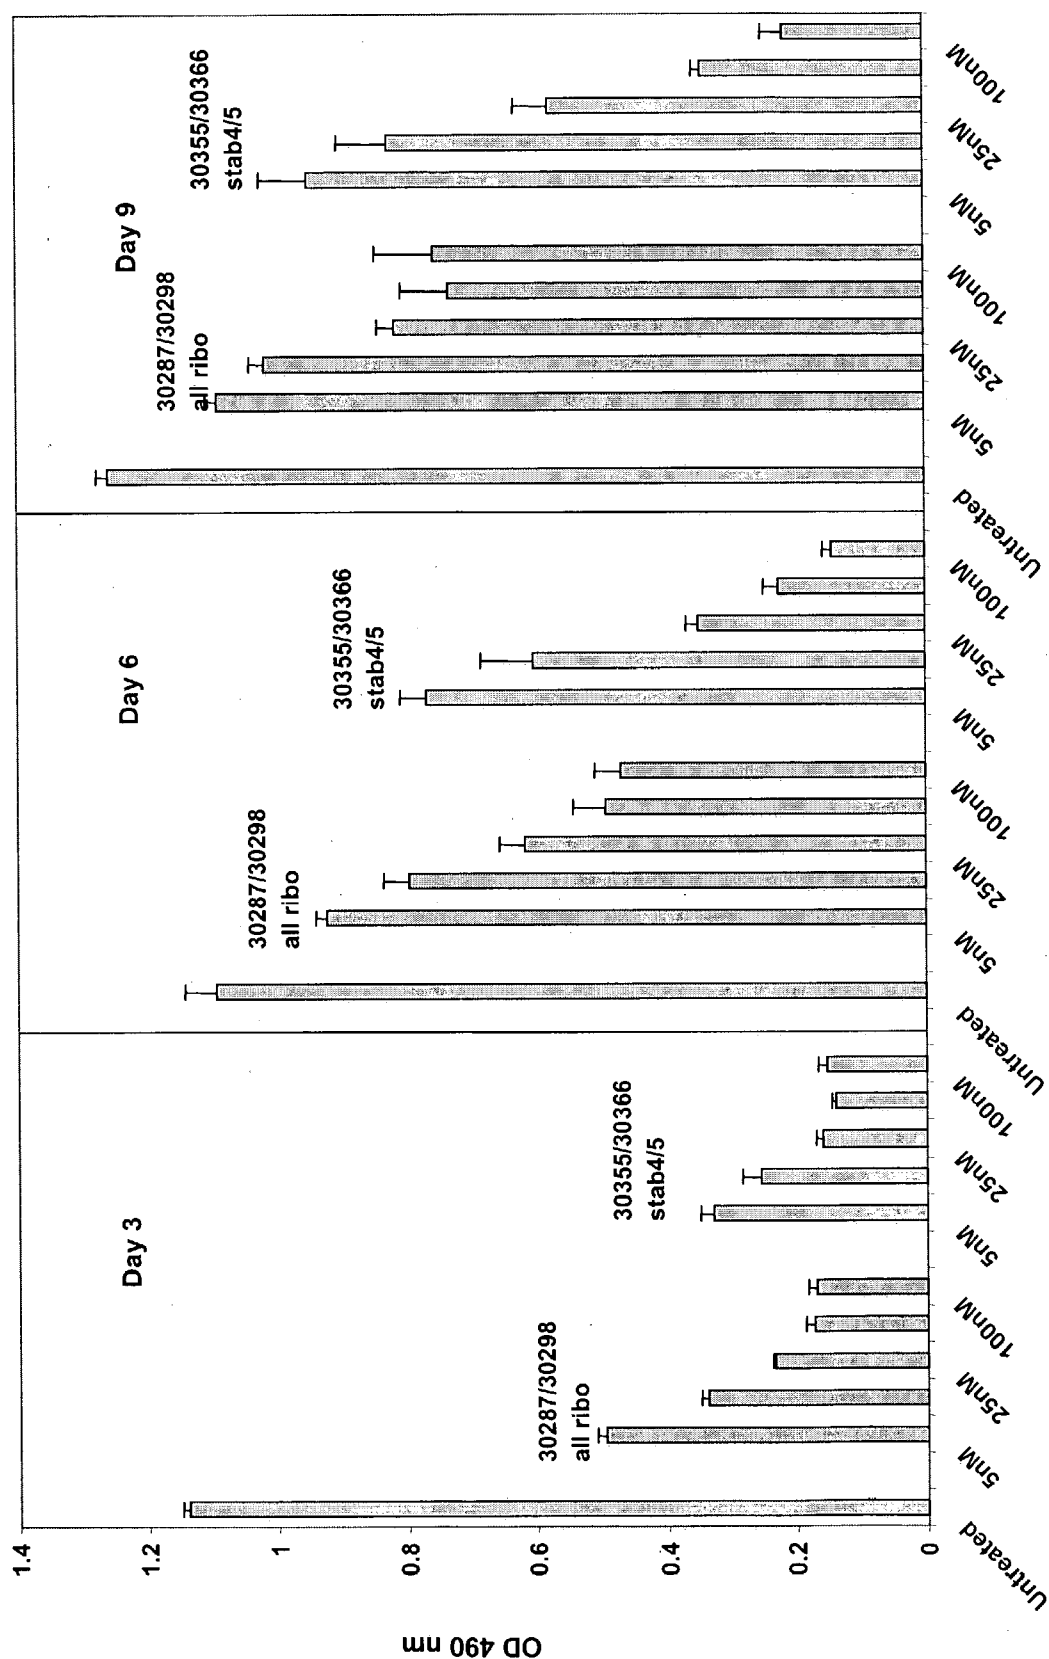 OD 490 nm
1.4
1.2
1
0.8
0.6
0.4
0.2
0
Day 3
30287/30298
all ribo
30355/30366
stab4/5
Day 6
30287/30298
all ribo
30355/30366
stab4/5
Day 9
30287/30298
all ribo
30355/30366
stab4/5
Untreated
5nM
25nM
100nM
5nM
25nM
100nM
Untreated
5nM
25nM
100nM
5nM
25nM
100nM
Untreated
5nM
25nM
100nM
5nM
25nM
100nM